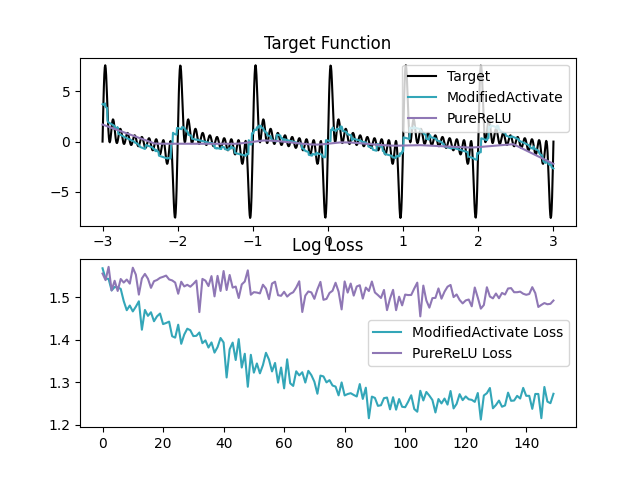 Target Function
5
0
−5
Target
ModifiedActivate
PureReLU
−3 −2 −1 0 1 2 3
Log Loss
1.5
1.4
1.3
1.2
ModifiedActivate Loss
PureReLU Loss
0 20 40 60 80 100 120 140